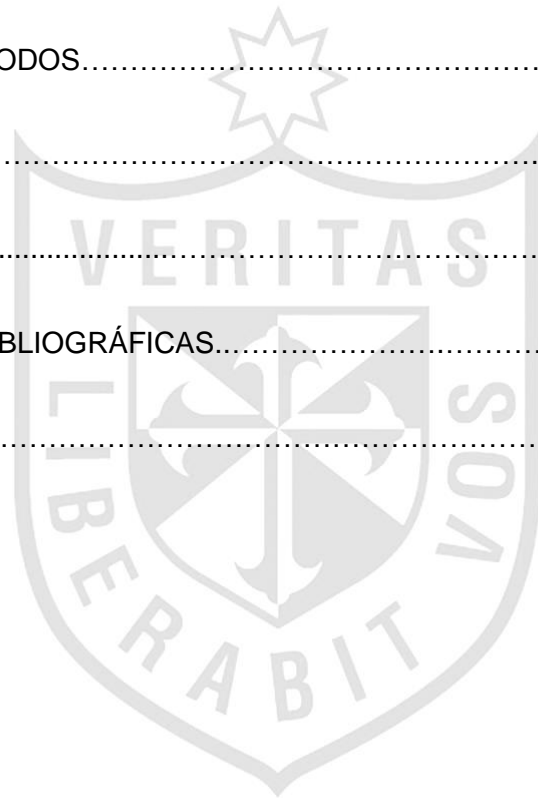 ODOS……………………………………………
………………………………………………….
.....................……………………………
BLIOGRÁFICAS..…………………..………
……………………………………………….
VERITAS
LIBERABIT VOS